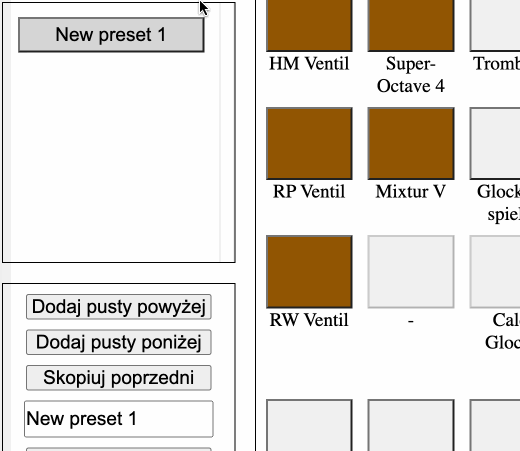 New preset 1
Dodaj pusty powyżej
Dodaj pusty poniżej
Skopiuj poprzedni
New preset 1
HM Ventil
Super-
Octave 4
Tromb
RP Ventil
Mixtur V
Glock
spiel
RW Ventil
-
Cal
Gloc